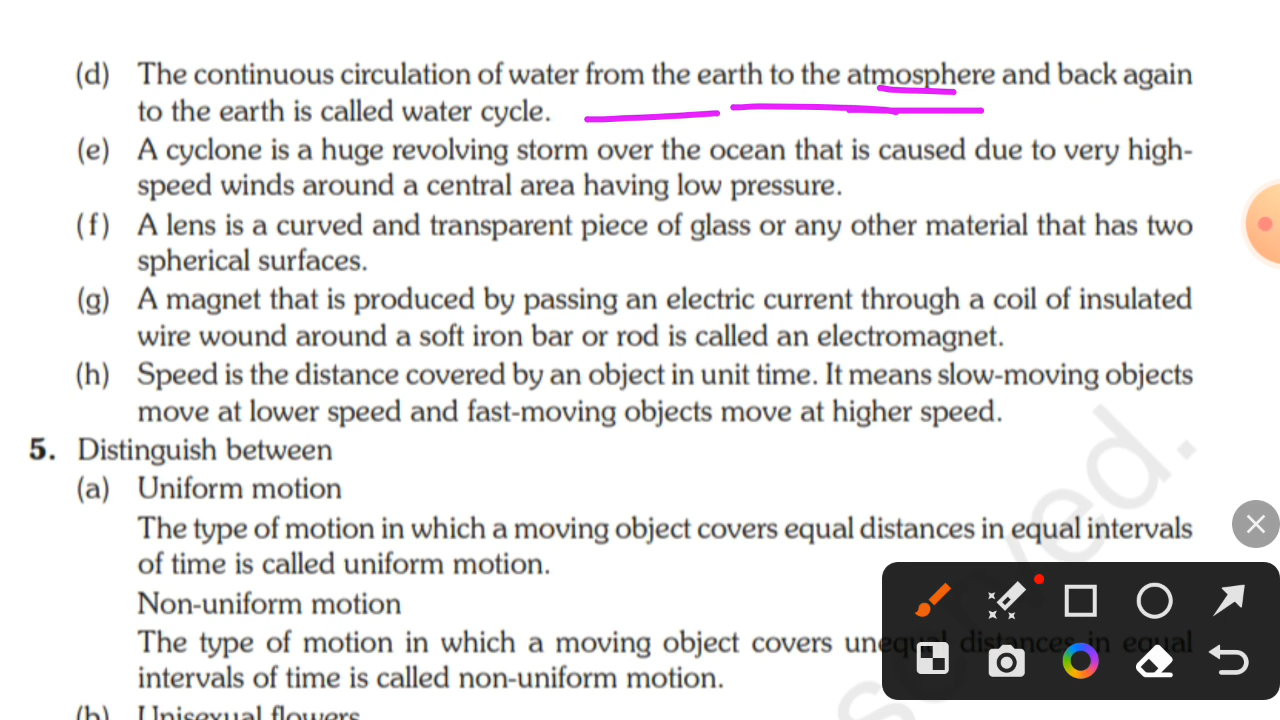 (d) The continuous circulation of water from the earth to the atmosphere and back again
to the earth is called water cycle.
(e) A cyclone is a huge revolving storm over the ocean that is caused due to very high-
speed winds around a central area having low pressure.
(f) A lens is a curved and transparent piece of glass or any other material that has two
spherical surfaces.
(g) A magnet that is produced by passing an electric current through a coil of insulated
wire wound around a soft iron bar or rod is called an electromagnet.
(h) Speed is the distance covered by an object in unit time. It means slow-moving objects
move at lower speed and fast-moving objects move at higher speed.
5. Distinguish between
(a) Uniform motion
The type of motion in which a moving object covers equal distances in equal intervals
of time is called uniform motion.
Non-uniform motion
The type of motion in which a moving object covers unequal distances in equal
intervals of time is called non-uniform motion.
(b) Unisexual flowers